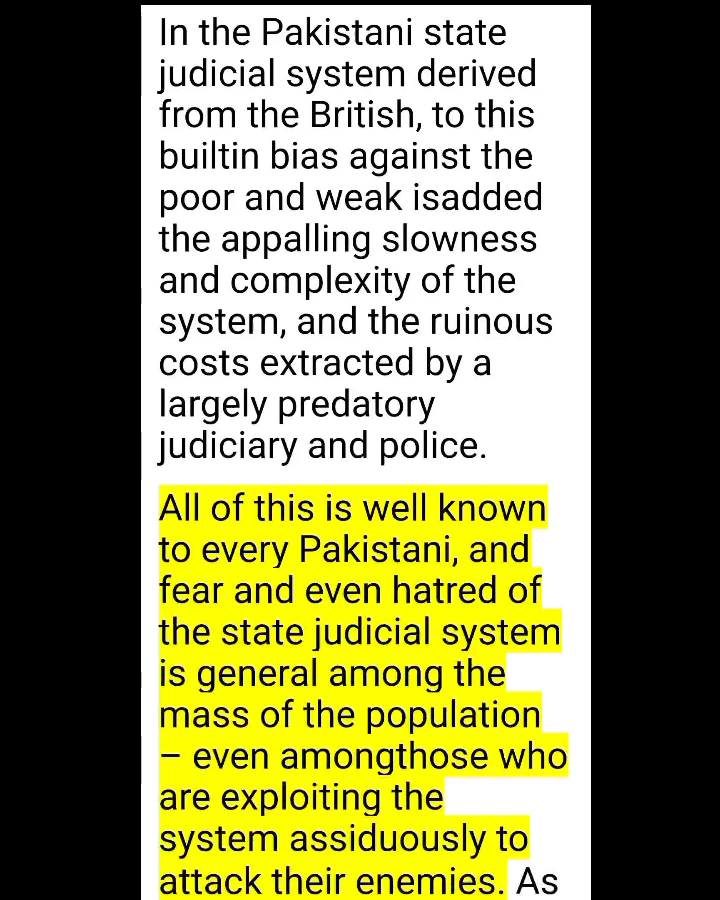 In the Pakistani state
judicial system derived
from the British, to this
builtin bias against the
poor and weak isadded
the appalling slowness
and complexity of the
system, and the ruinous
costs extracted by a
largely predatory
judiciary and police.
All of this is well known
to every Pakistani, and
fear and even hatred of
the state judicial system
is general among the
mass of the population
– even amongthose who
are exploiting the
system assiduously to
attack their enemies. As